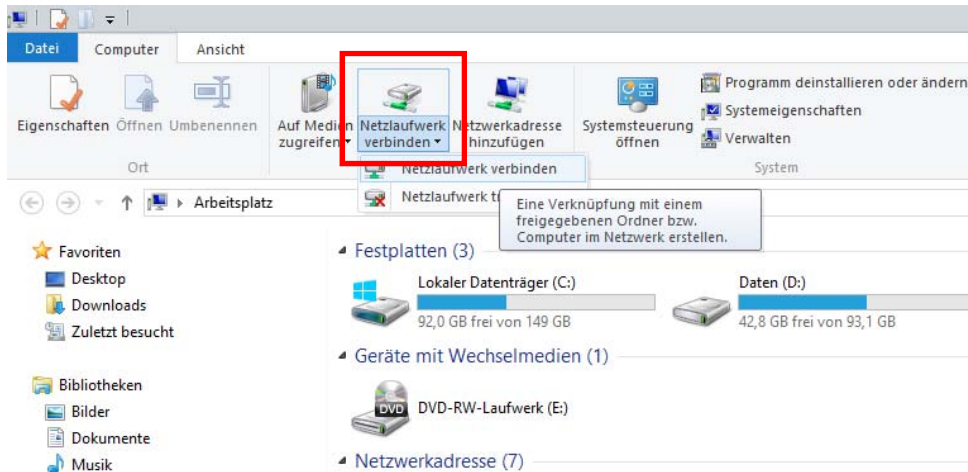 Datei Computer Ansicht
Eigenschaften Öffnen Umbenennen
Ort
Auf Medien zugreifen
Netzlaufwerk verbinden
Netzwerkadresse hinzufügen
Systemsteuerung öffnen
Programm deinstallieren oder ändern
Systemeigenschaften
Verwalten
System
Netzlaufwerk verbinden
Netzlaufwerk
Eine Verknüpfung mit einem
freigegebenen Ordner bzw.
Computer im Netzwerk erstellen.
Arbeitsplatz
Favoriten
Desktop
Downloads
Zuletzt besucht
Bibliotheken
Bilder
Dokumente
Musik
Festplatten (3)
Lokaler Datenträger (C:)
92,0 GB frei von 149 GB
Daten (D:)
42,8 GB frei von 93,1 GB
Geräte mit Wechselmedien (1)
DVD
DVD-RW-Laufwerk (E:)
Netzwerkadresse (7)